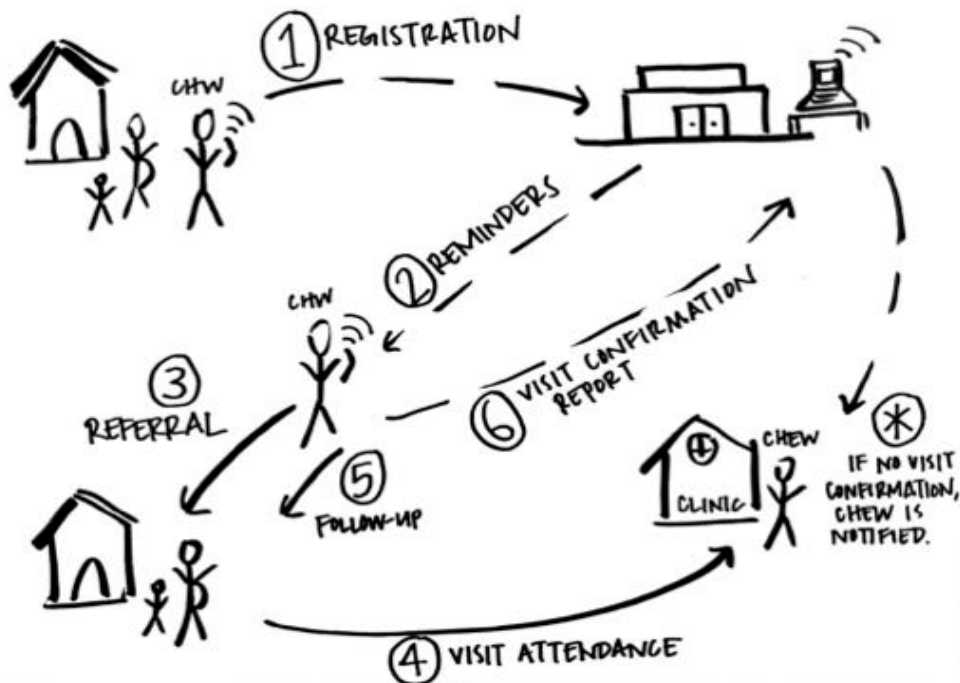 1 REGISTRATION
CHW
2 REMINDERS
CHW
3
REFERRAL
5
FOLLOW-UP
6 VISIT CONFIRMATION
REPORT
CLINIC
CHEW
*
IF NO VISIT
CONFIRMATION,
CHEW IS
NOTIFIED.
4 VISIT ATTENDANCE